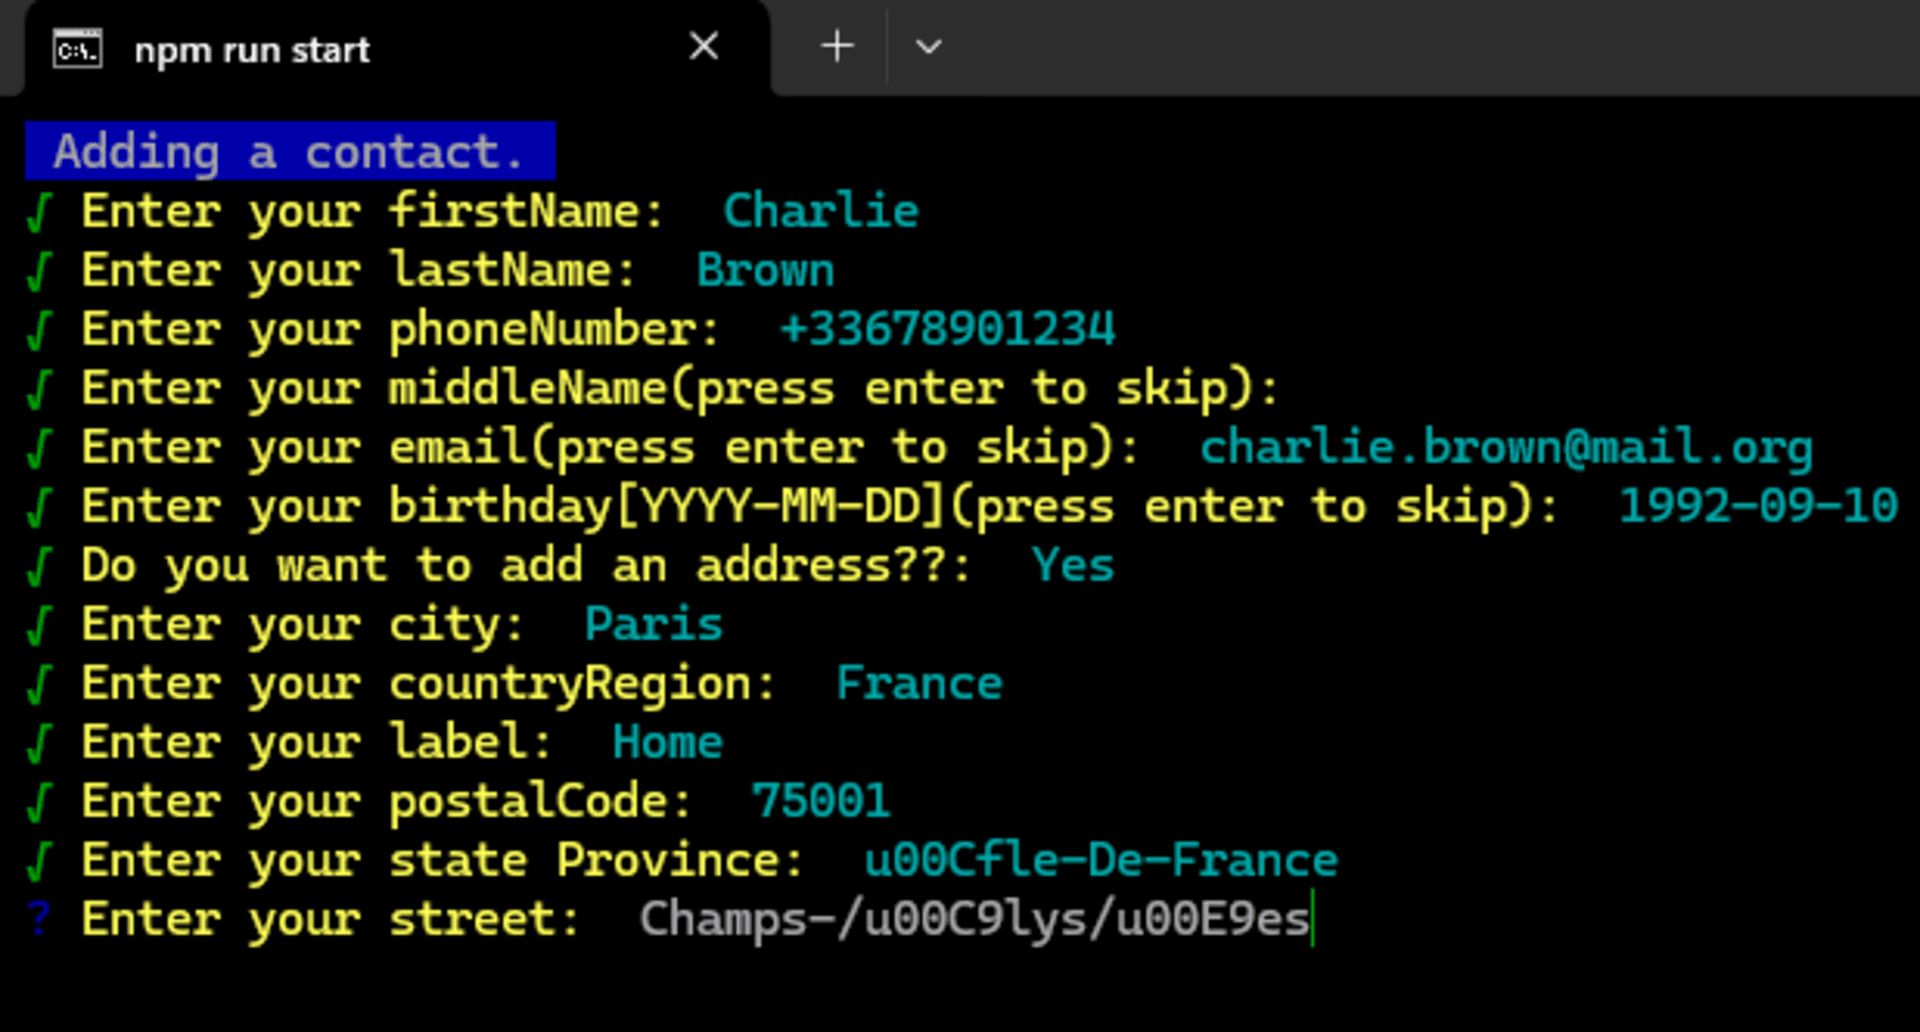 npm run start
Adding a contact.
√ Enter your firstName: Charlie
√ Enter your lastName: Brown
√ Enter your phoneNumber: +33678901234
√ Enter your middleName(press enter to skip):
√ Enter your email(press enter to skip): charlie.brown@mail.org
√ Enter your birthday[YYYY-MM-DD](press enter to skip): 1992-09-10
√ Do you want to add an address??: Yes
√ Enter your city: Paris
√ Enter your countryRegion: France
√ Enter your label: Home
√ Enter your postalCode: 75001
√ Enter your state Province: u00Cfle-De-France
? Enter your street: Champs-/u00C9lys/u00E9es